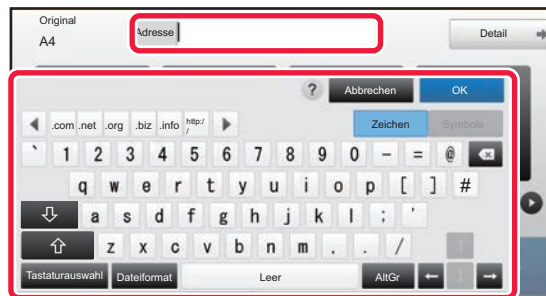 Original
A4
Adresse
Detail
?
Abbrechen
OK
.com .net .org .biz .info http:/
/
Zeichen
Symbole
` 1 2 3 4 5 6 7 8 9 0 - = @
q w e r t y u i o p [ ] #
a s d f g h j k l ; '
z x c v b n m , . /
Tastaturauswahl Dateiformat Leer AltGr